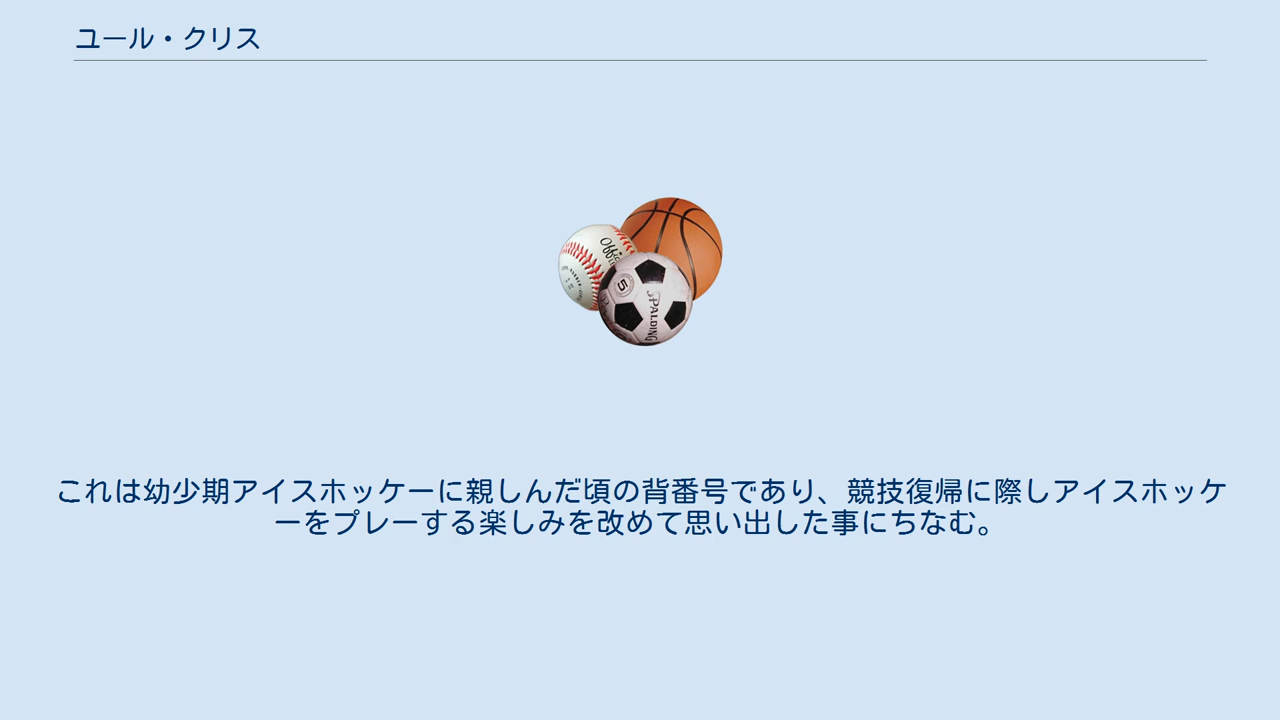 ユール・クリス
Offic
5
SPALDING
これは幼少期アイスホッケーに親しんだ頃の背番号であり、競技復帰に際しアイスホッケ
ーをプレーする楽しみを改めて思い出した事にちなむ。